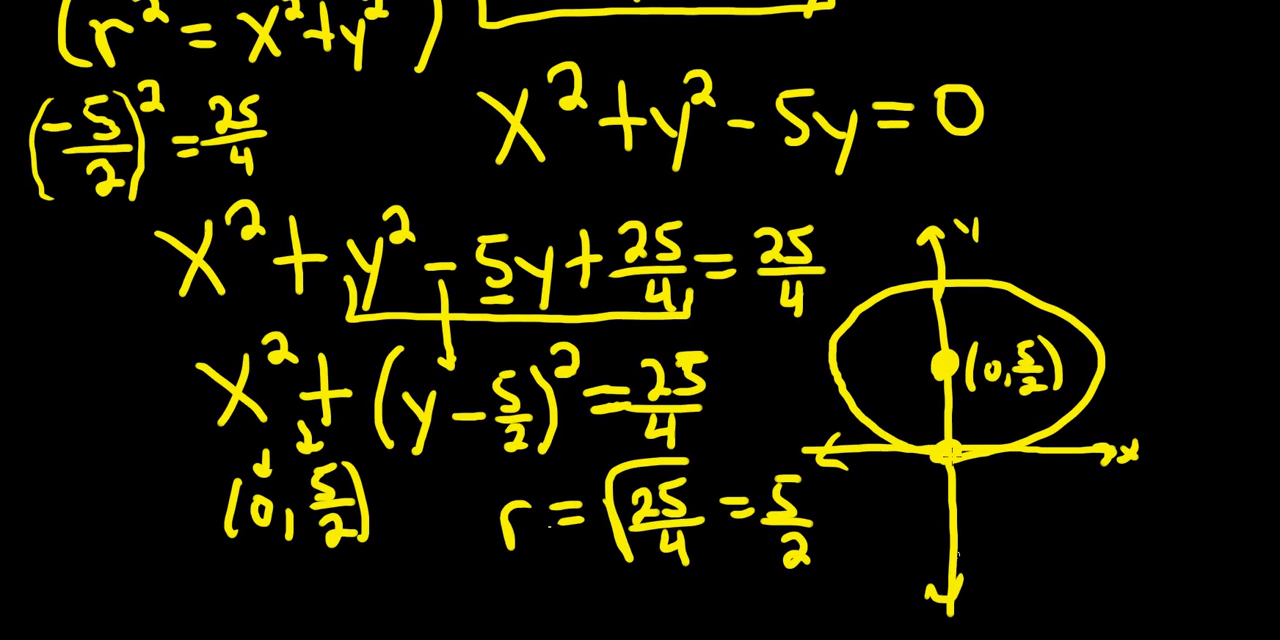 (r² = x² + y²)
x² + y² - 5y = 0
(-5/2)² = 25/4
x² + y² - 5y + 25/4 = 25/4
x² + (y - 5/2)² = 25/4
(0, 5/2)
r = √25/4 = 5/2
y
(0, 5/2)
x